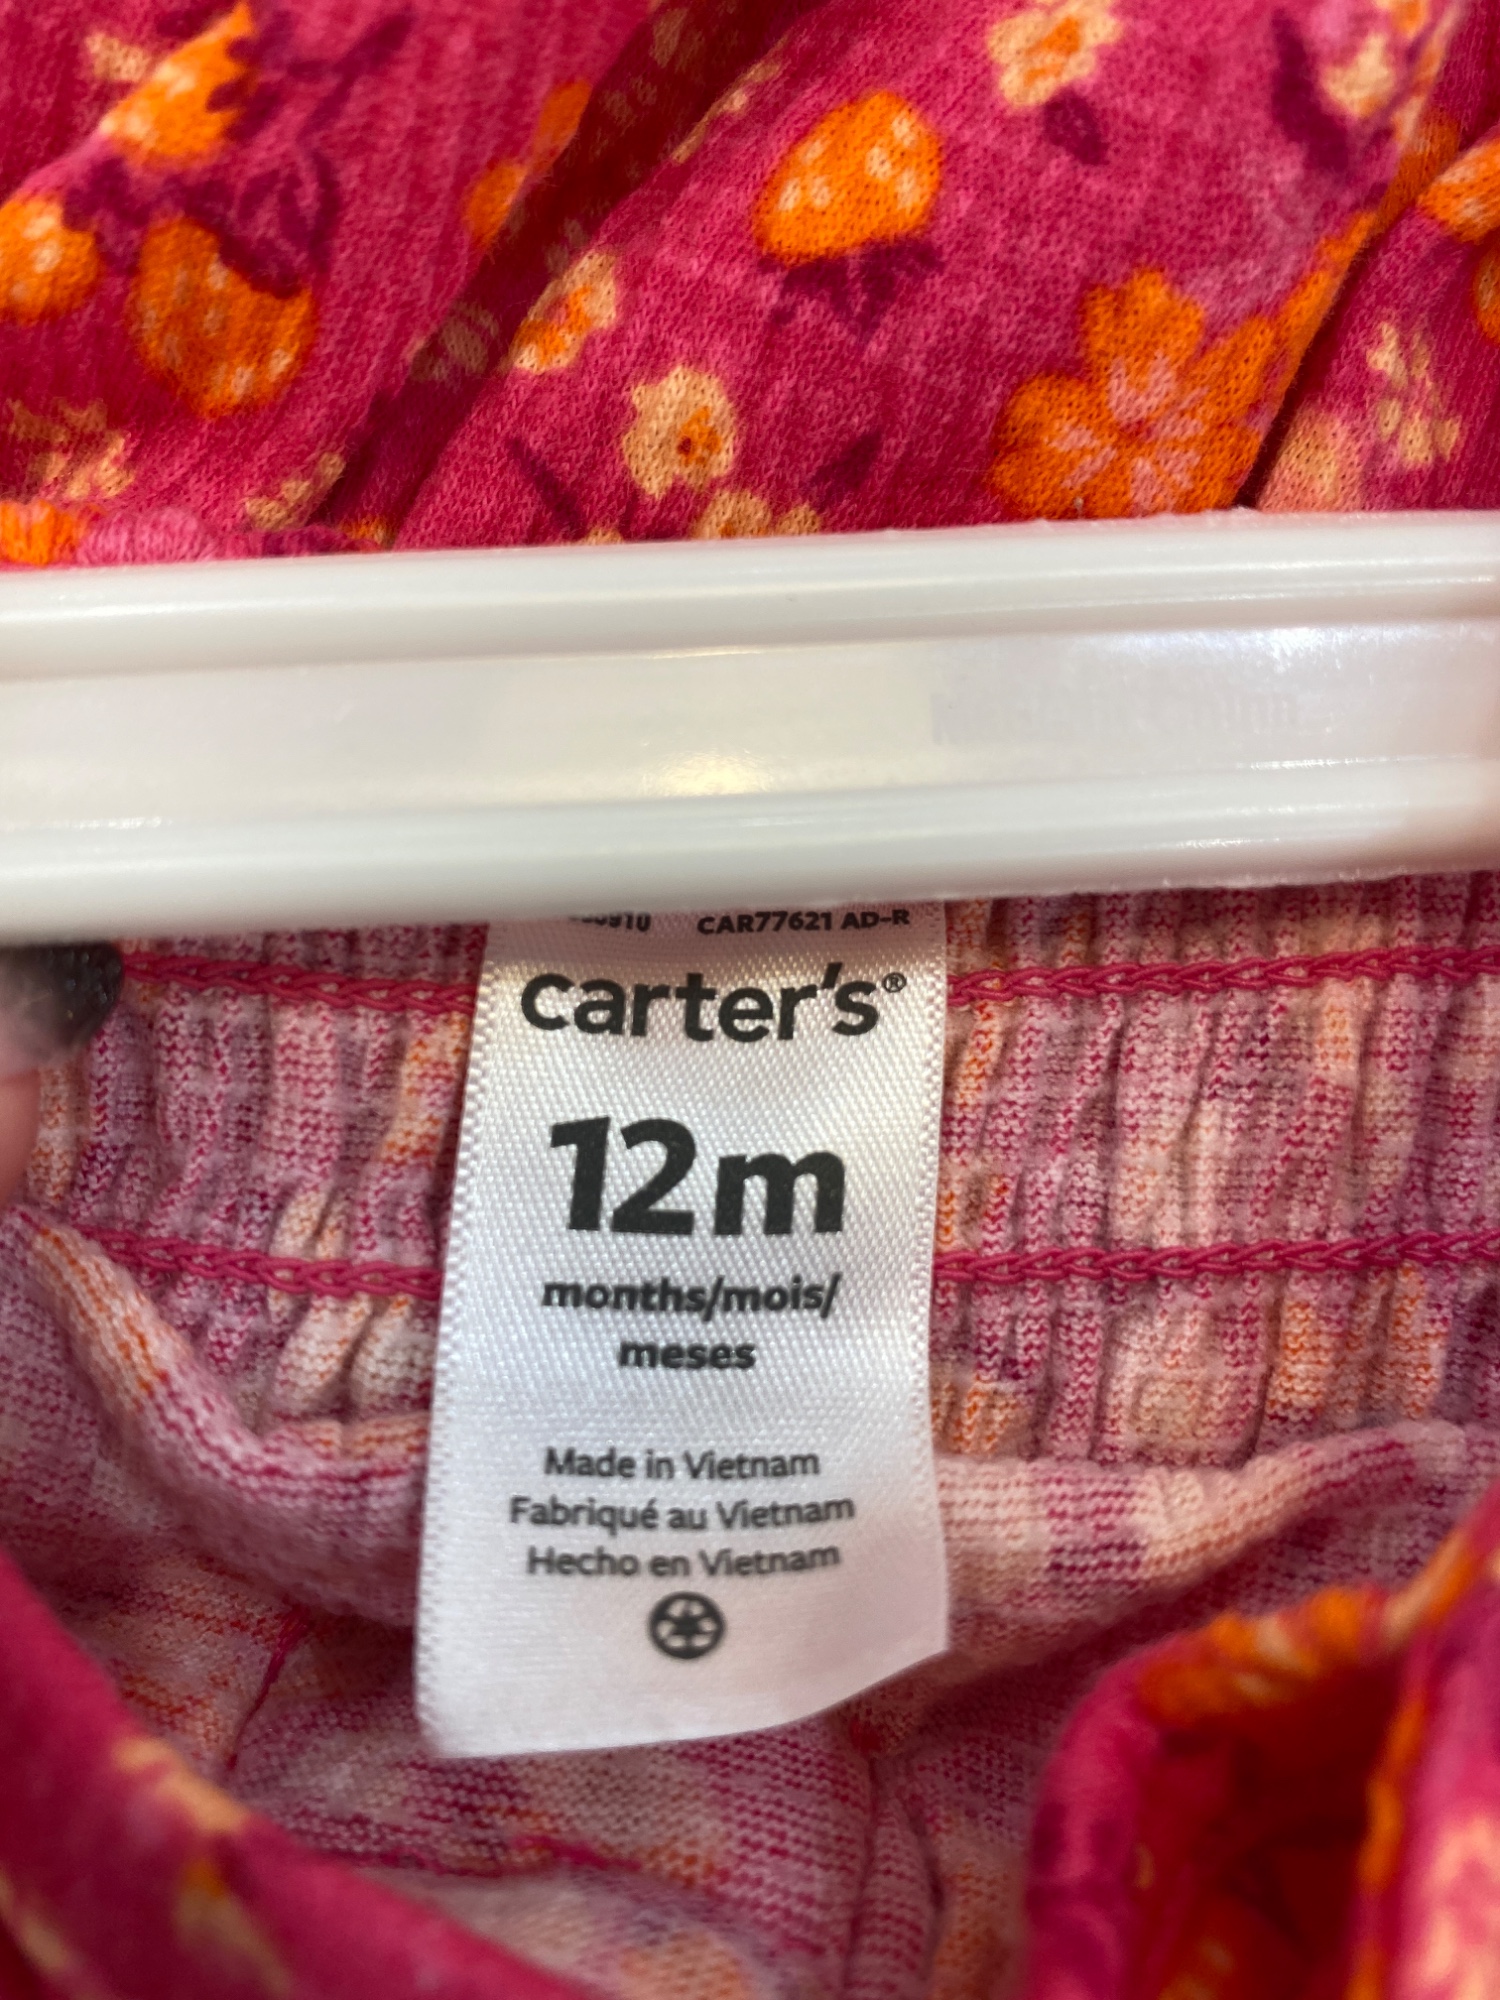 CAR77621 AD-R
carter's®
12m
months/mois/
meses
Made in Vietnam
Fabriqué au Vietnam
Hecho en Vietnam